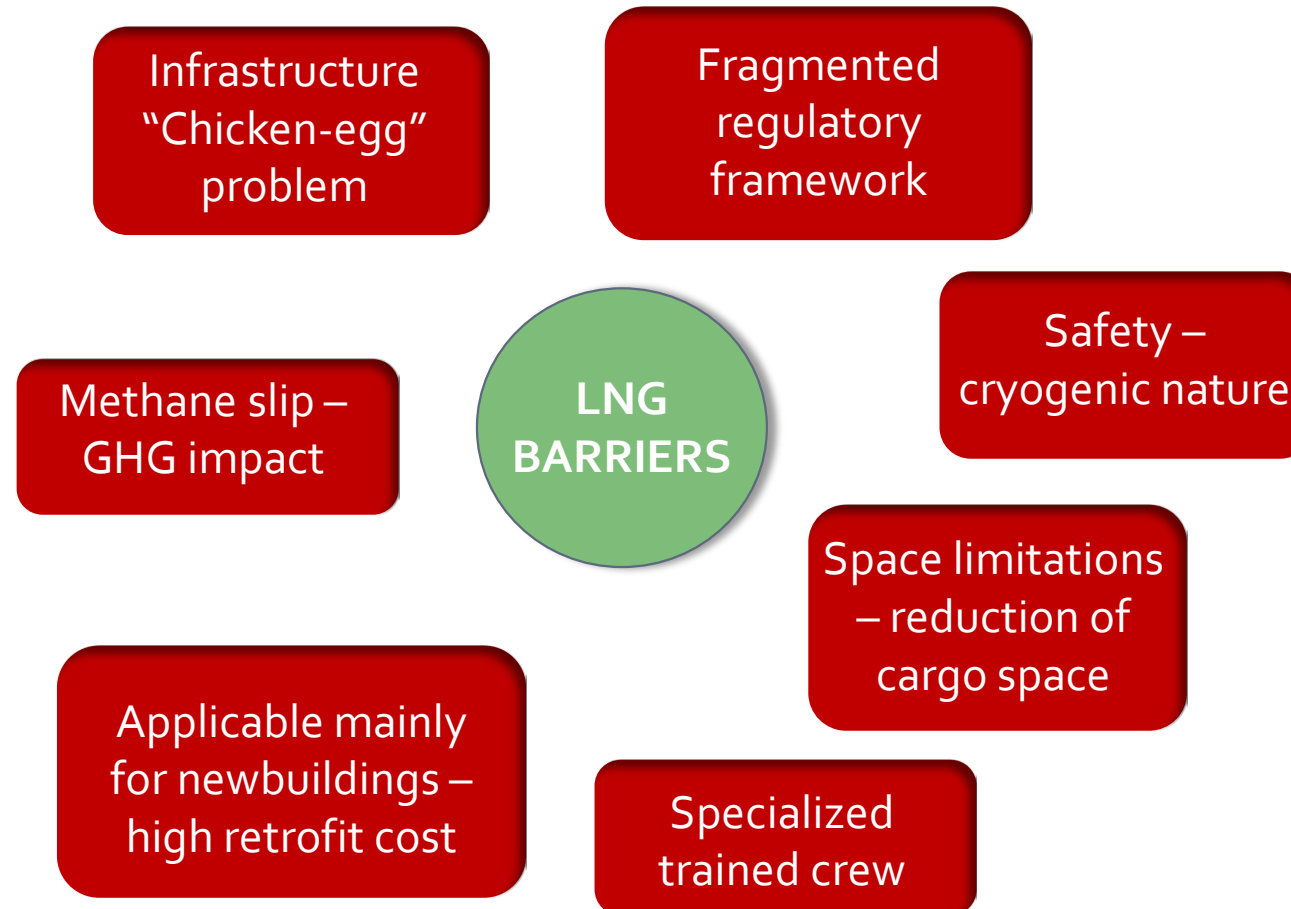 Infrastructure
“Chicken-egg”
problem
Fragmented
regulatory
framework
Safety –
cryogenic nature
Methane slip –
GHG impact
LNG
BARRIERS
Space limitations
– reduction of
cargo space
Applicable mainly
for newbuildings –
high retrofit cost
Specialized
trained crew